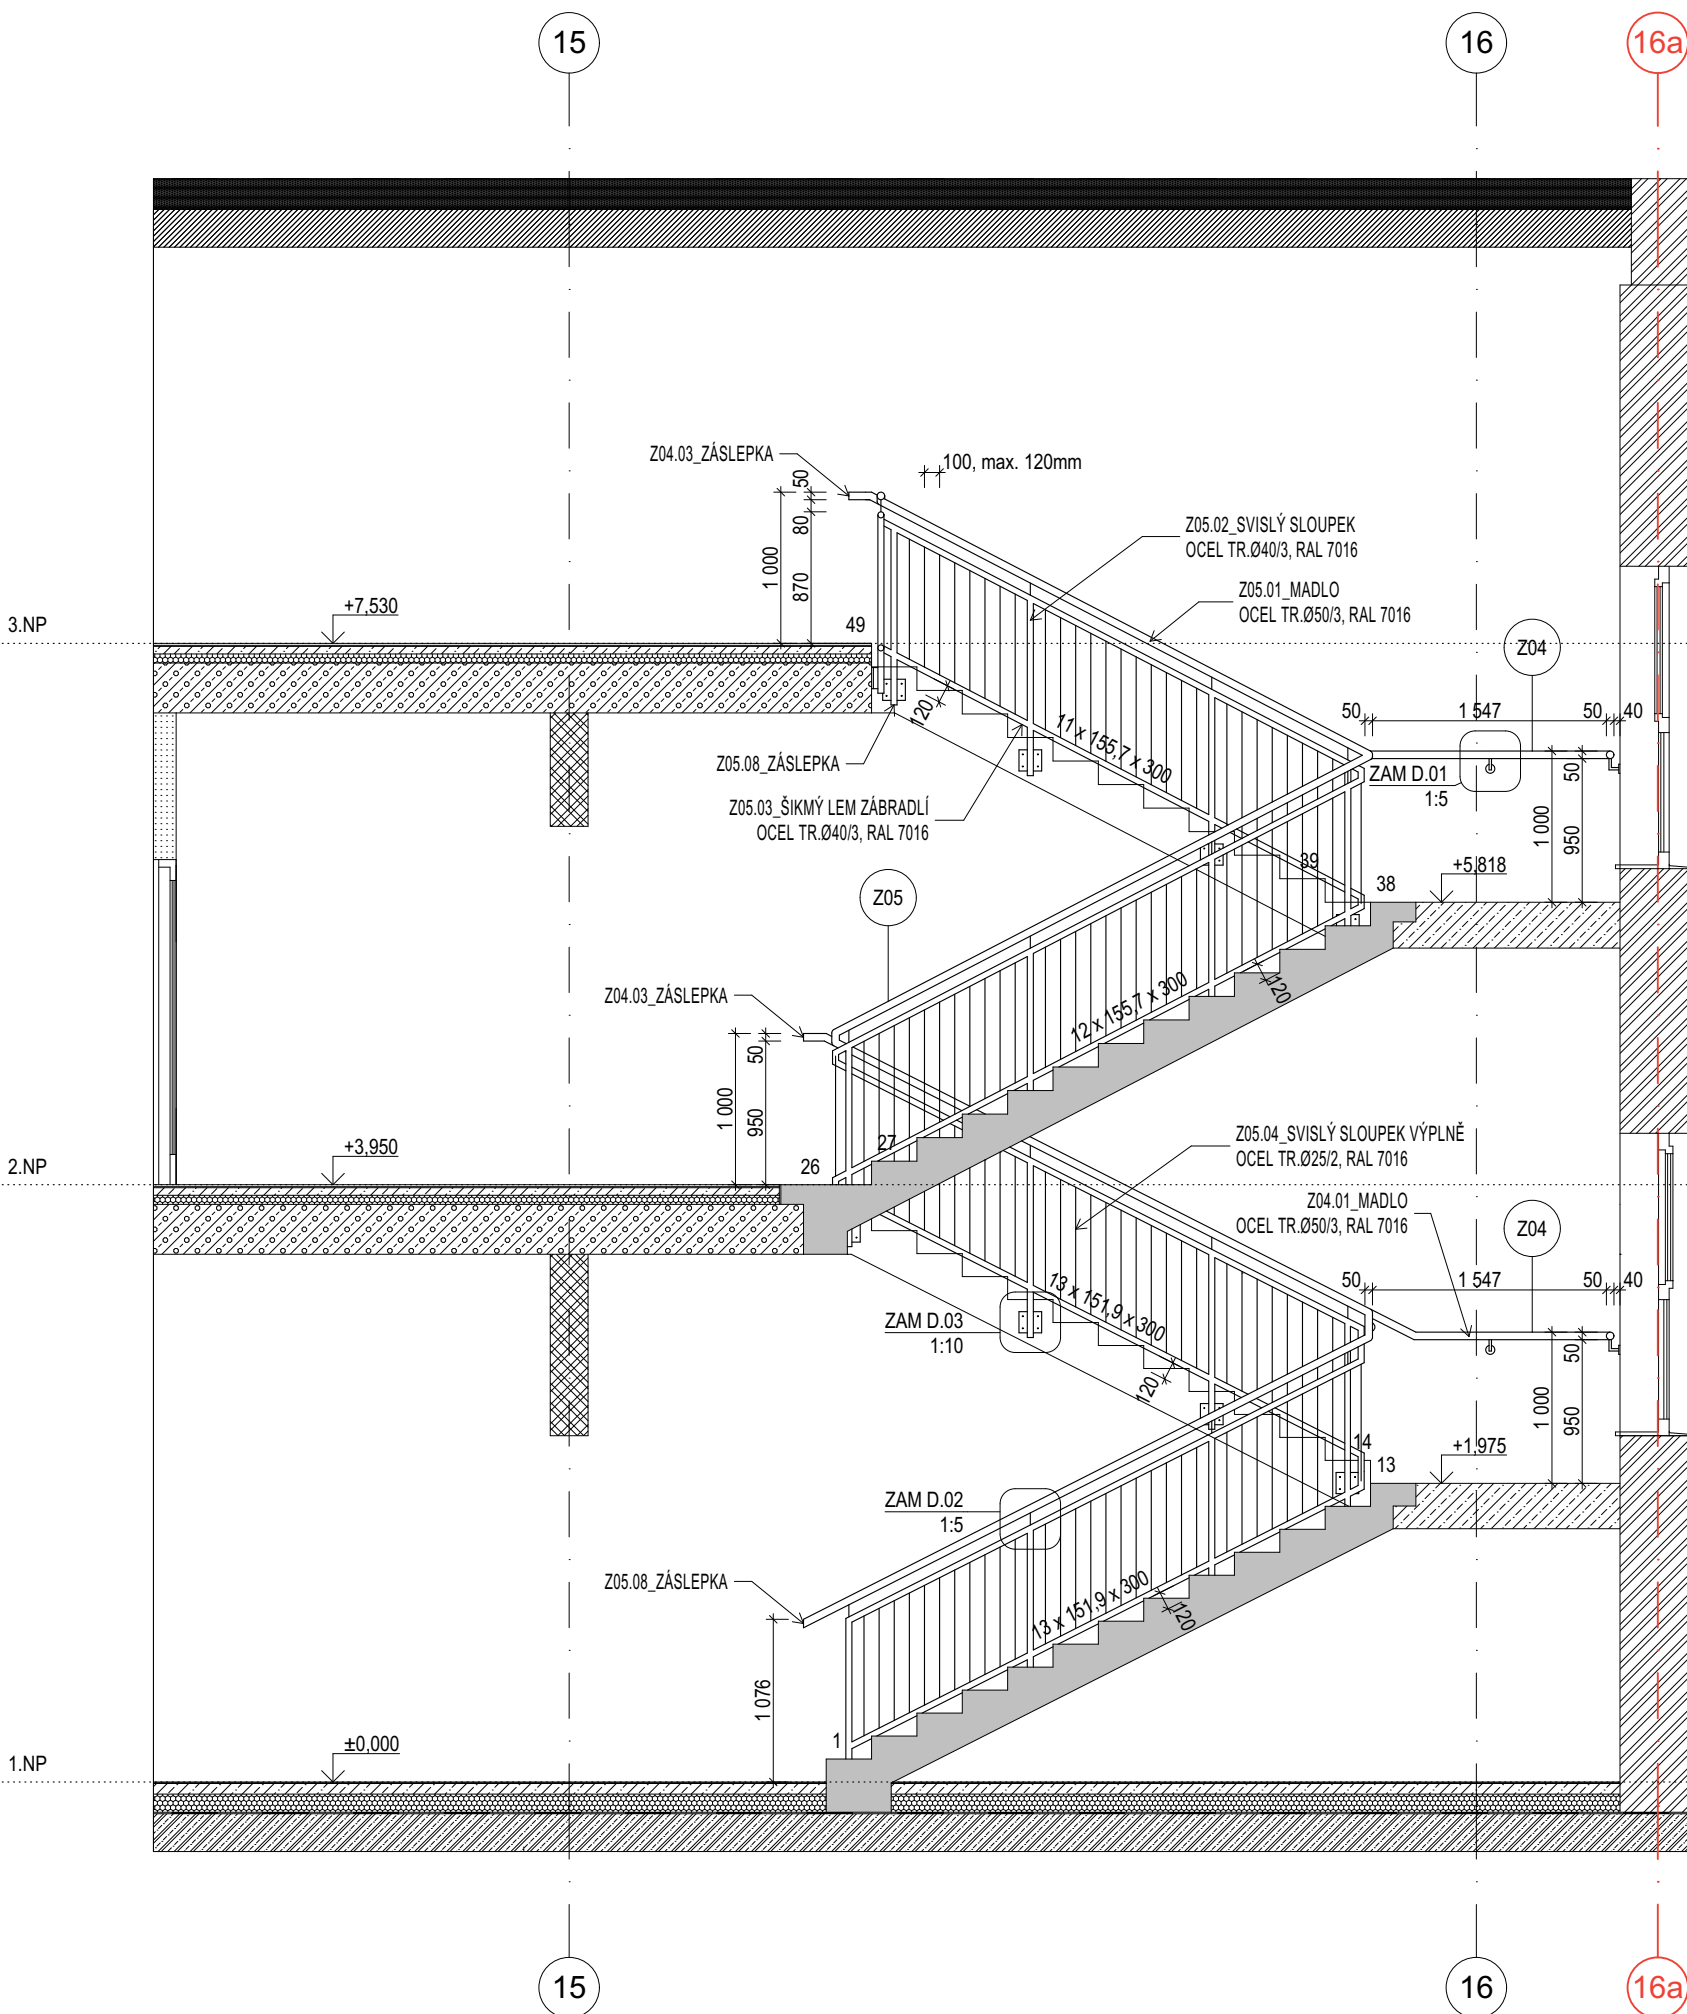 15
16
16a
Z04.03_ZÁSLEPKA
50
100, max. 120mm
80
1 000
870
Z05.02_SVISLÝ SLOUPEK
OCEL TR.Ø40/3, RAL 7016
Z05.01_MADLO
OCEL TR.Ø50/3, RAL 7016
3.NP
+7,530
49
Z04
50
1 547
50
40
120
11 x 155,7 x 300
Z05.08_ZÁSLEPKA
ZAM D.01
1:5
50
1 000
950
Z05.03_ŠIKMÝ LEM ZÁBRADLÍ
OCEL TR.Ø40/3, RAL 7016
39
38
+5,818
Z05
Z04.03_ZÁSLEPKA
12 x 155,7 x 300
120
50
1 000
950
2.NP
+3,950
26
27
Z05.04_SVISLÝ SLOUPEK VÝPLNĚ
OCEL TR.Ø25/2, RAL 7016
Z04.01_MADLO
OCEL TR.Ø50/3, RAL 7016
Z04
50
1 547
50
40
13 x 151,9 x 300
ZAM D.03
1:10
120
50
1 000
950
14
13
+1,975
ZAM D.02
1:5
Z05.08_ZÁSLEPKA
13 x 151,9 x 300
120
1 076
1
1.NP
±0,000
15
16
16a